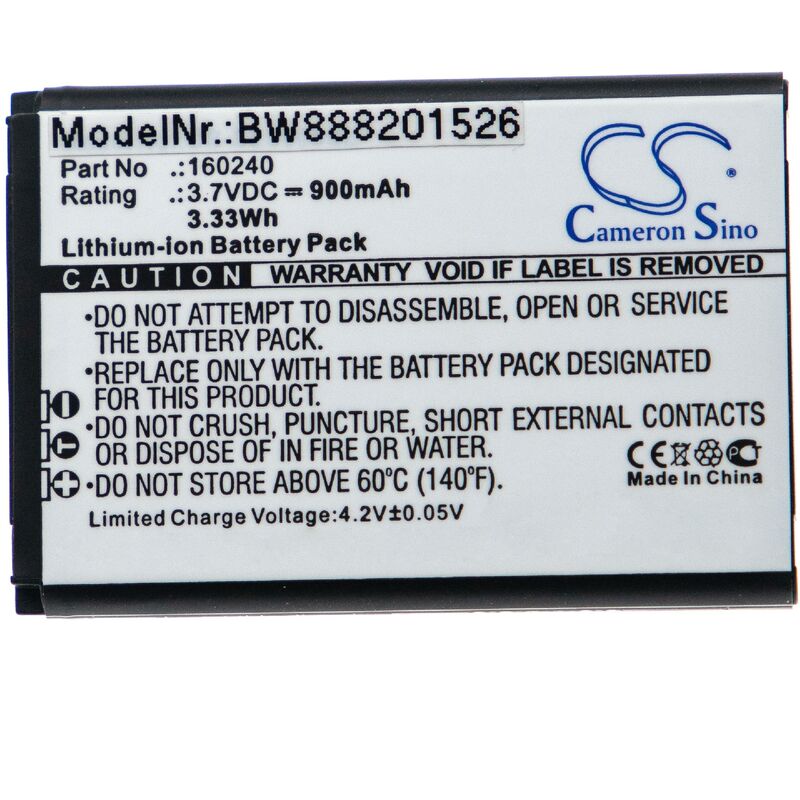 ModelNr.:BW888201526
Part No .:160240
Rating .:3.7VDC = 900mAh
3.33Wh
Lithium-ion Battery Pack
CS
Cameron Sino
CAUTION WARRANTY VOID IF LABEL IS REMOVED.
•DO NOT ATTEMPT TO DISASSEMBLE, OPEN OR SERVICE
THE BATTERY PACK.
•REPLACE ONLY WITH THE BATTERY PACK DESIGNATED
FOR THIS PRODUCT.
•DO NOT CRUSH, PUNCTURE, SHORT EXTERNAL CONTACTS
OR DISPOSE OF IN FIRE OR WATER.
•DO NOT STORE ABOVE 60°C (140°F).
Limited Charge Voltage:4.2V±0.05V
- T +
CE PCT
Made in China